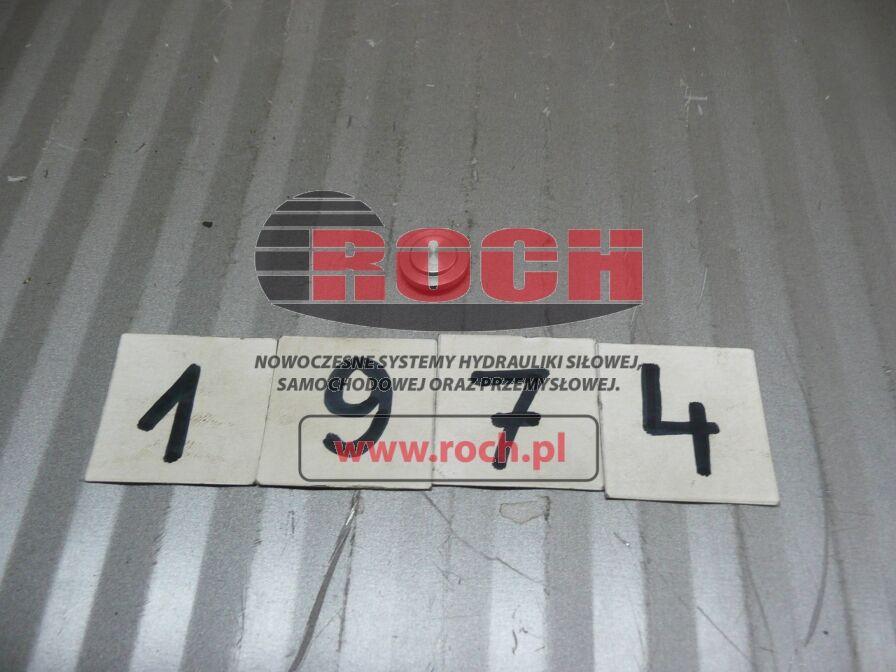 ROCH
NOWOCZESNE SYSTEMY HYDRAULIKI SIŁOWEJ,
SAMOCHODOWEJ ORAZ PRZEMYSŁOWEJ.
1 9 7 4
www.roch.pl